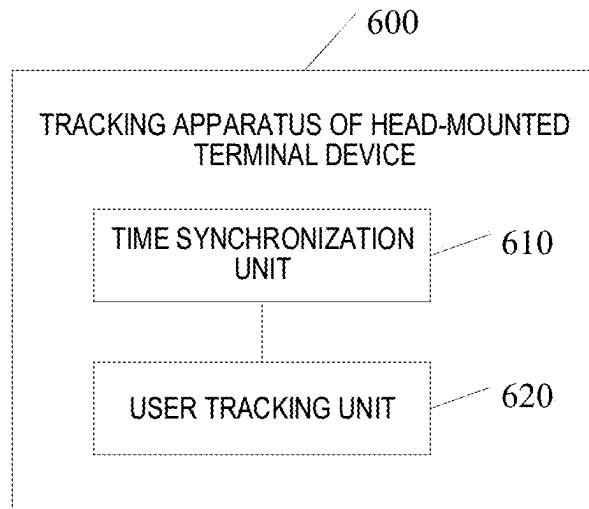 600
TRACKING APPARATUS OF HEAD-MOUNTED
TERMINAL DEVICE
TIME SYNCHRONIZATION
UNIT
610
USER TRACKING UNIT
620